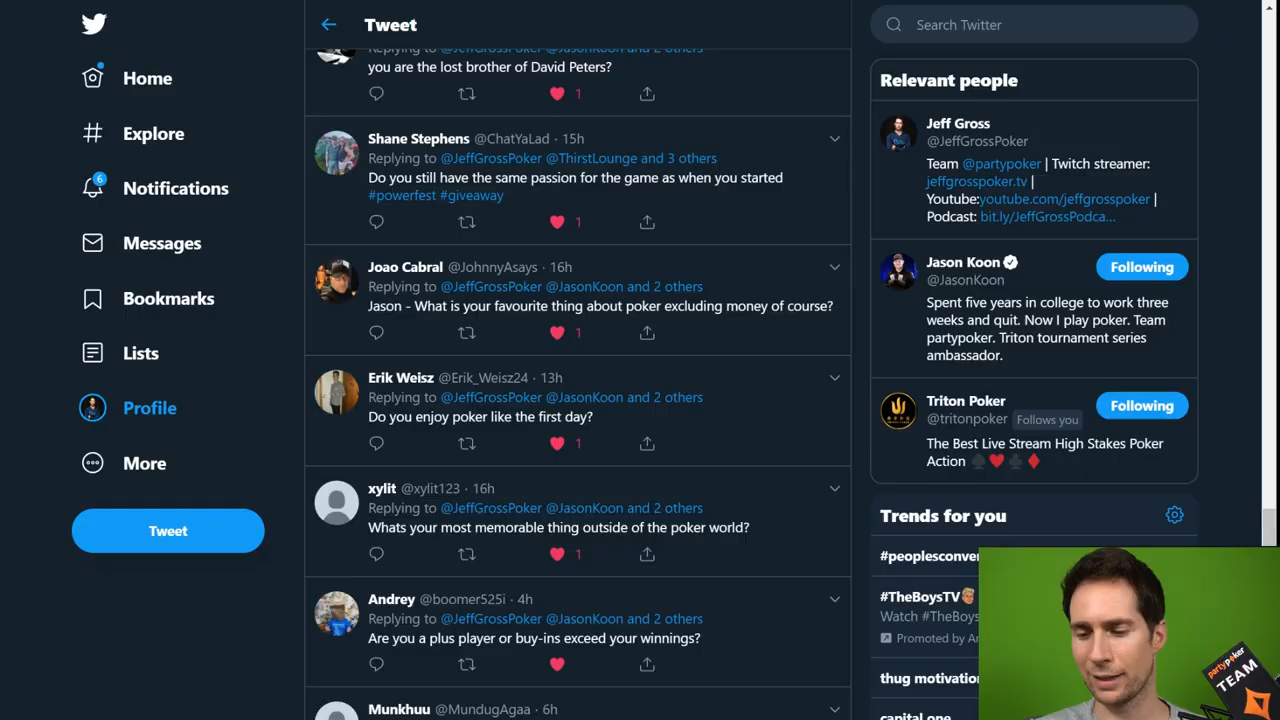 Home
Explore
6
Notifications
Messages
Bookmarks
Lists
Profile
More
Tweet
Tweet
Replying to @JeffGrossPoker @JasonKoon and 2 others
you are the lost brother of David Peters?
1
Shane Stephens @ChatYaLad · 15h
Replying to @JeffGrossPoker @ThirstLounge and 3 others
Do you still have the same passion for the game as when you started
#powerfest #giveaway
1
Joao Cabral @JohnnyAsays · 16h
Replying to @JeffGrossPoker @JasonKoon and 2 others
Jason - What is your favourite thing about poker excluding money of course?
1
Erik Weisz @Erik_Weisz24 · 13h
Replying to @JeffGrossPoker @JasonKoon and 2 others
Do you enjoy poker like the first day?
1
xylit @xylit123 · 16h
Replying to @JeffGrossPoker @JasonKoon and 2 others
Whats your most memorable thing outside of the poker world?
1
Andrey @boomer525i · 4h
Replying to @JeffGrossPoker @JasonKoon and 2 others
Are you a plus player or buy-ins exceed your winnings?
Munkhuu @MundugAgaa · 6h
Search Twitter
Relevant people
Jeff Gross
@JeffGrossPoker
Team @partypoker | Twitch streamer:
jeffgrosspoker.tv |
Youtube:youtube.com/jeffgrosspoker |
Podcast: bit.ly/JeffGrossPodca...
Jason Koon
@JasonKoon
Following
Spent five years in college to work three
weeks and quit. Now I play poker. Team
partypoker. Triton tournament series
ambassador.
Triton Poker
@tritonpoker Follows you
Following
The Best Live Stream High Stakes Poker
Action ♠️♥️♣️♦️
Trends for you
#peoplesconver
#TheBoysTV
Watch #TheBoys
Promoted by A
thug motivation
capital one
partypoker
TEAM